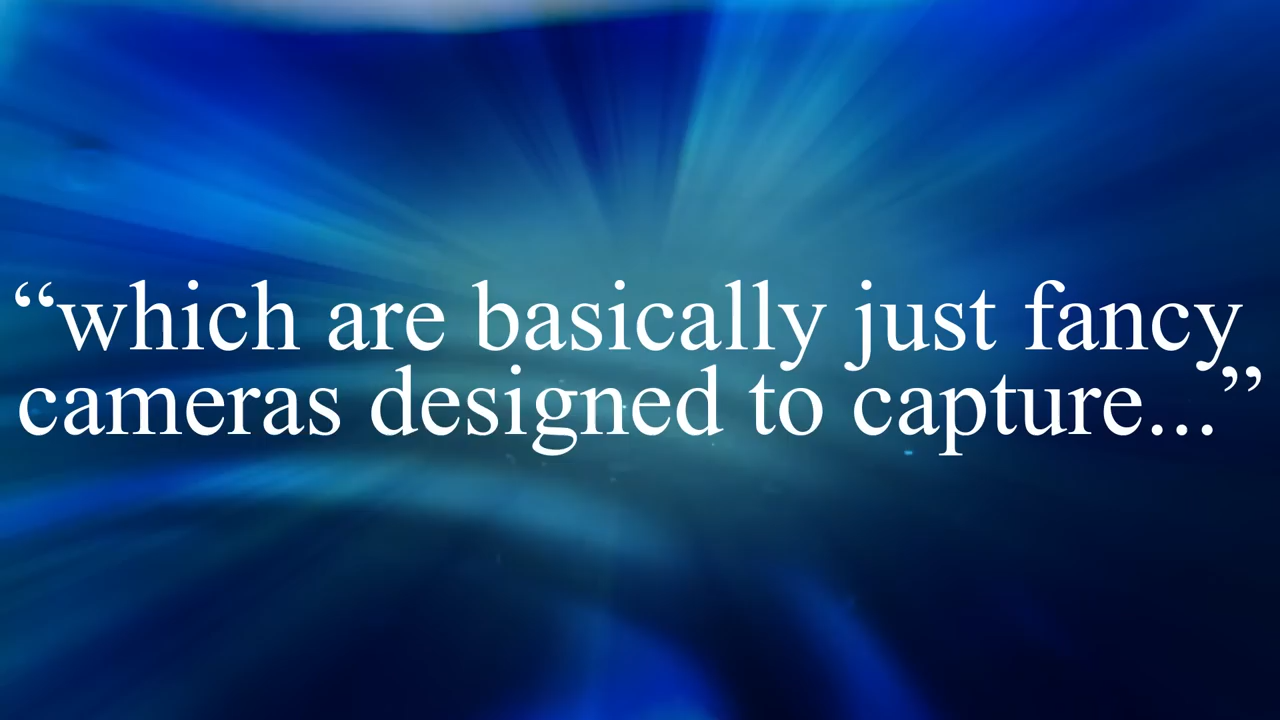 “which are basically just fancy
cameras designed to capture...”